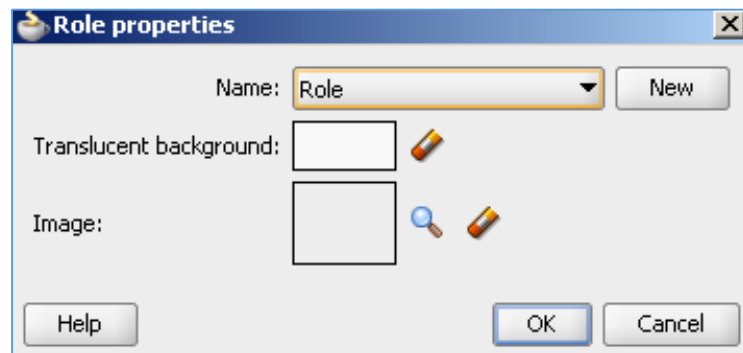 Role properties
Name: Role New
Translucent background:
Image:
Help OK Cancel